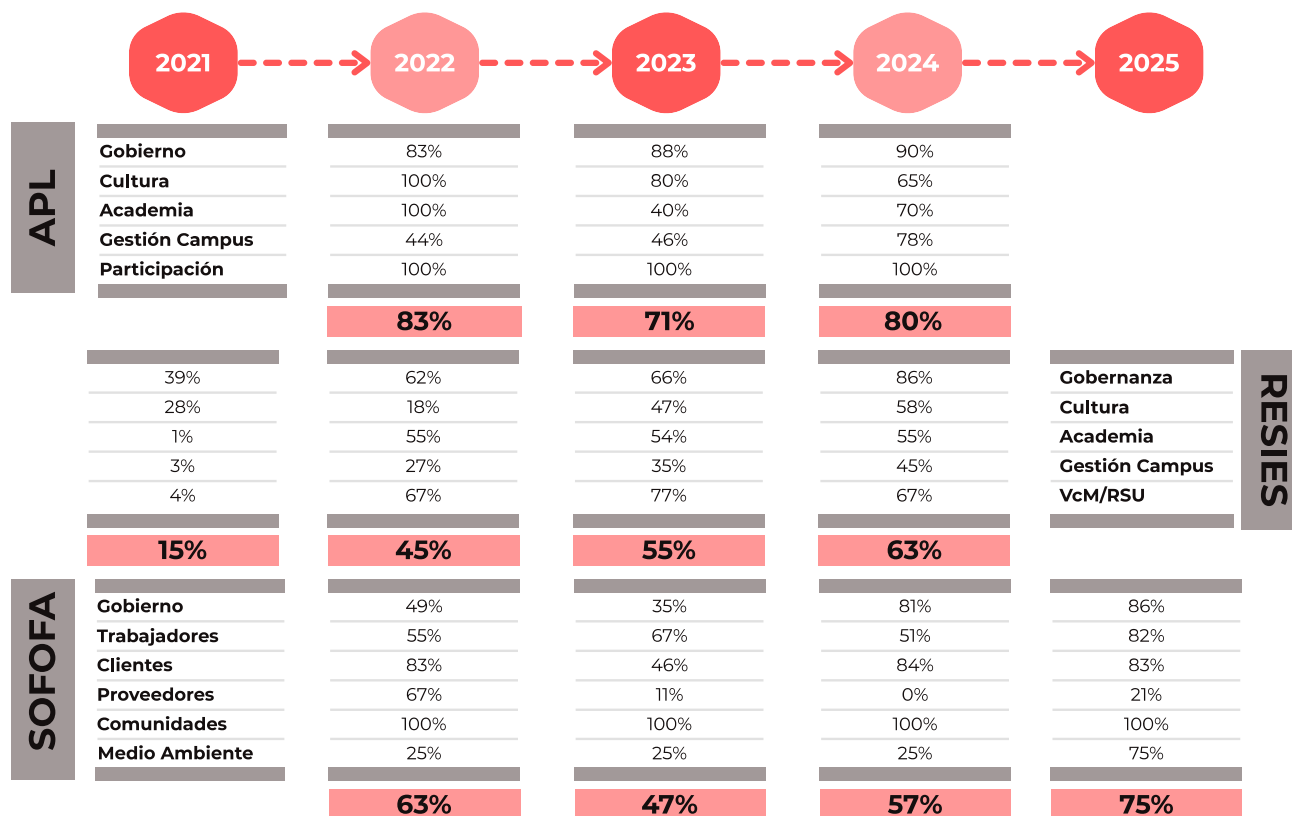 2021 2022 2023 2024 2025
APL
Gobierno 83% 88% 90%
Cultura 100% 80% 65%
Academia 100% 40% 70%
Gestión Campus 44% 46% 78%
Participación 100% 100% 100%
83% 71% 80%
39% 62% 66% 86% Gobernanza
28% 18% 47% 58% Cultura
1% 55% 54% 55% Academia
3% 27% 35% 45% Gestión Campus
4% 67% 77% 67% VcM/RSU
RESIES
15% 45% 55% 63%
SOFOFA
Gobierno 49% 35% 81% 86%
Trabajadores 55% 67% 51% 82%
Clientes 83% 46% 84% 83%
Proveedores 67% 11% 0% 21%
Comunidades 100% 100% 100% 100%
Medio Ambiente 25% 25% 25% 75%
63% 47% 57% 75%